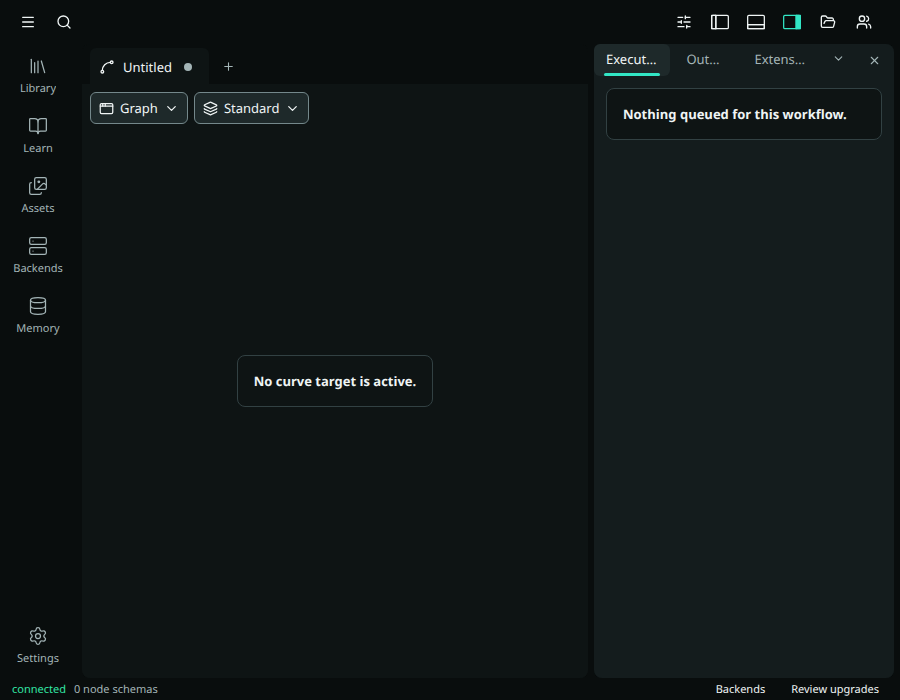 Untitled
Execut...
Out...
Extens...
Library
Learn
Assets
Backends
Memory
Settings
Graph
Standard
No curve target is active.
Nothing queued for this workflow.
connected
0 node schemas
Backends
Review upgrades